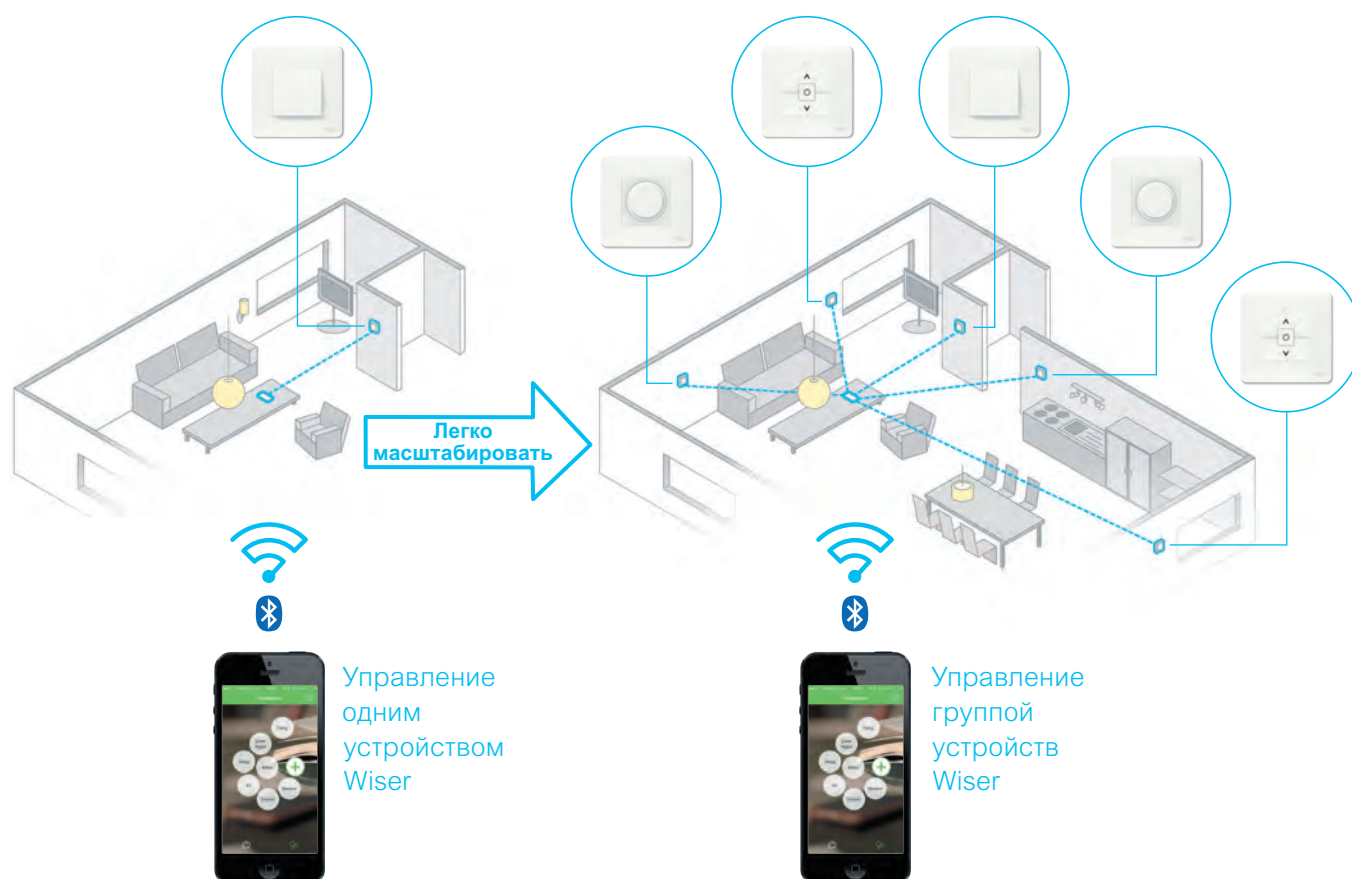 Легко
масштабировать
Управление
одним
устройством
Wiser
Управление
группой
устройств
Wiser